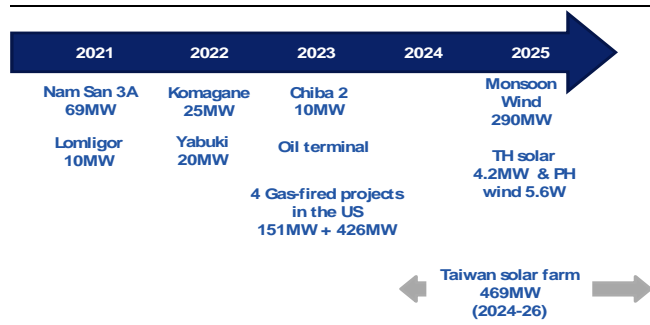 2021 2022 2023 2024 2025
Nam San 3A
69MW
Lomligor
10MW
Komagane
25MW
Yabuki
20MW
Chiba 2
10MW
Oil terminal
4 Gas-fired projects
in the US
151MW + 426MW
Monsoon
Wind
290MW
TH solar
4.2MW & PH
wind 5.6W
Taiwan solar farm
469MW
(2024-26)